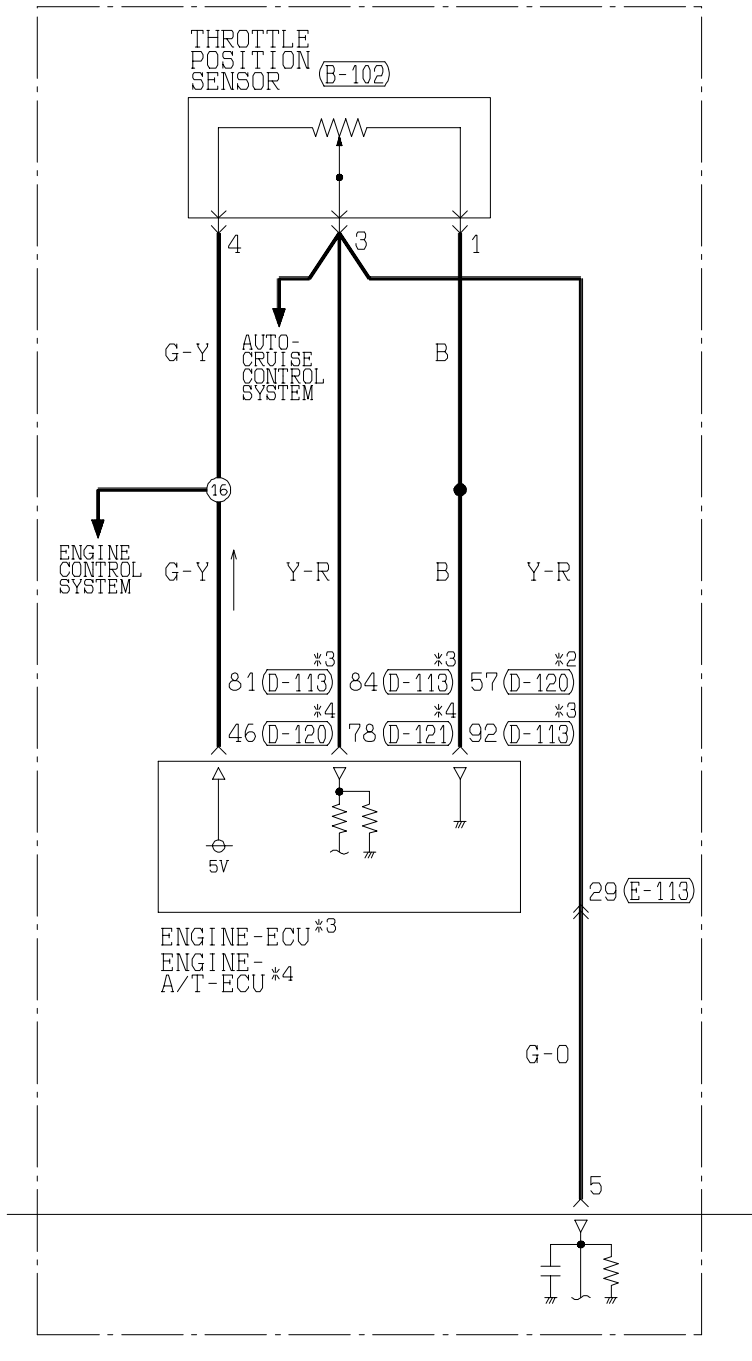 THROTTLE
POSITION
SENSOR (B-102)
4 3 1
G-Y
AUTO-
CRUISE
CONTROL
SYSTEM
B
16
ENGINE
CONTROL
SYSTEM
G-Y Y-R B Y-R
*3 *3 *2
81 (D-113) 84 (D-113) 57 (D-120)
*4 *4 *3
46 (D-120) 78 (D-121) 92 (D-113)
5V
29 (E-113)
ENGINE-ECU*3
ENGINE-
A/T-ECU*4
G-O
5